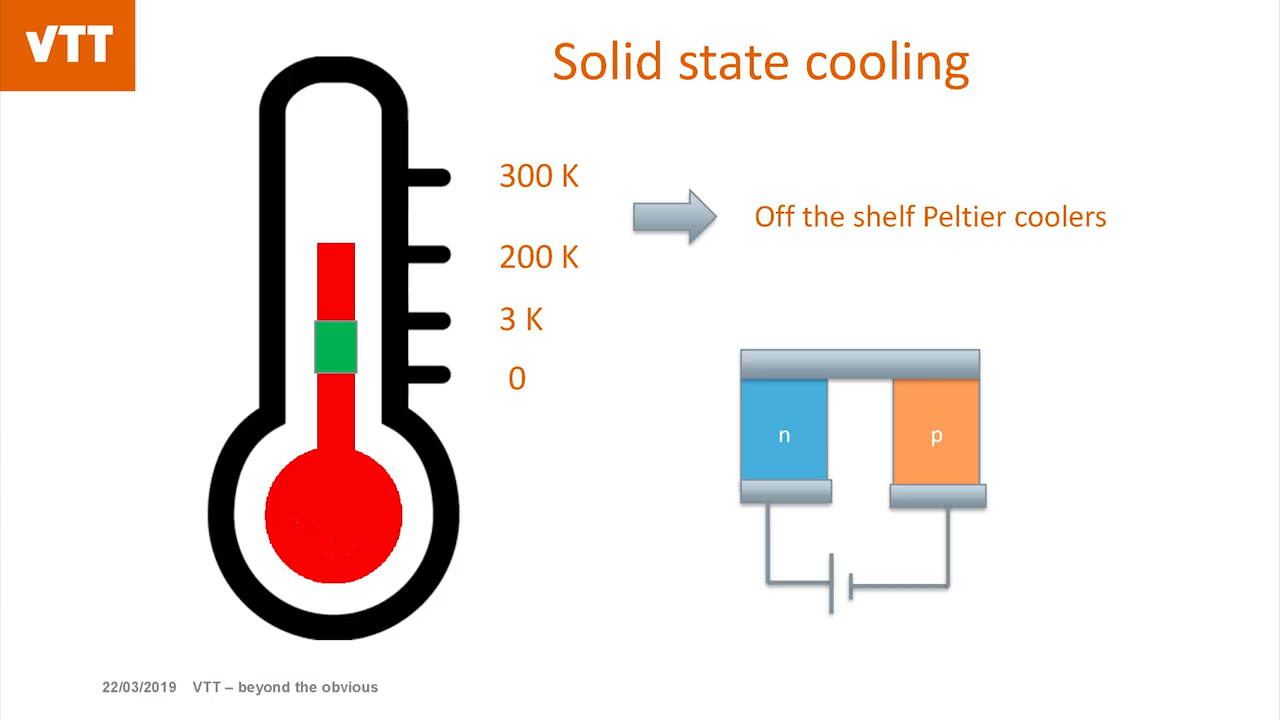 VTT
Solid state cooling
300 K
Off the shelf Peltier coolers
200 K
3 K
0
n
p
22/03/2019 VTT – beyond the obvious